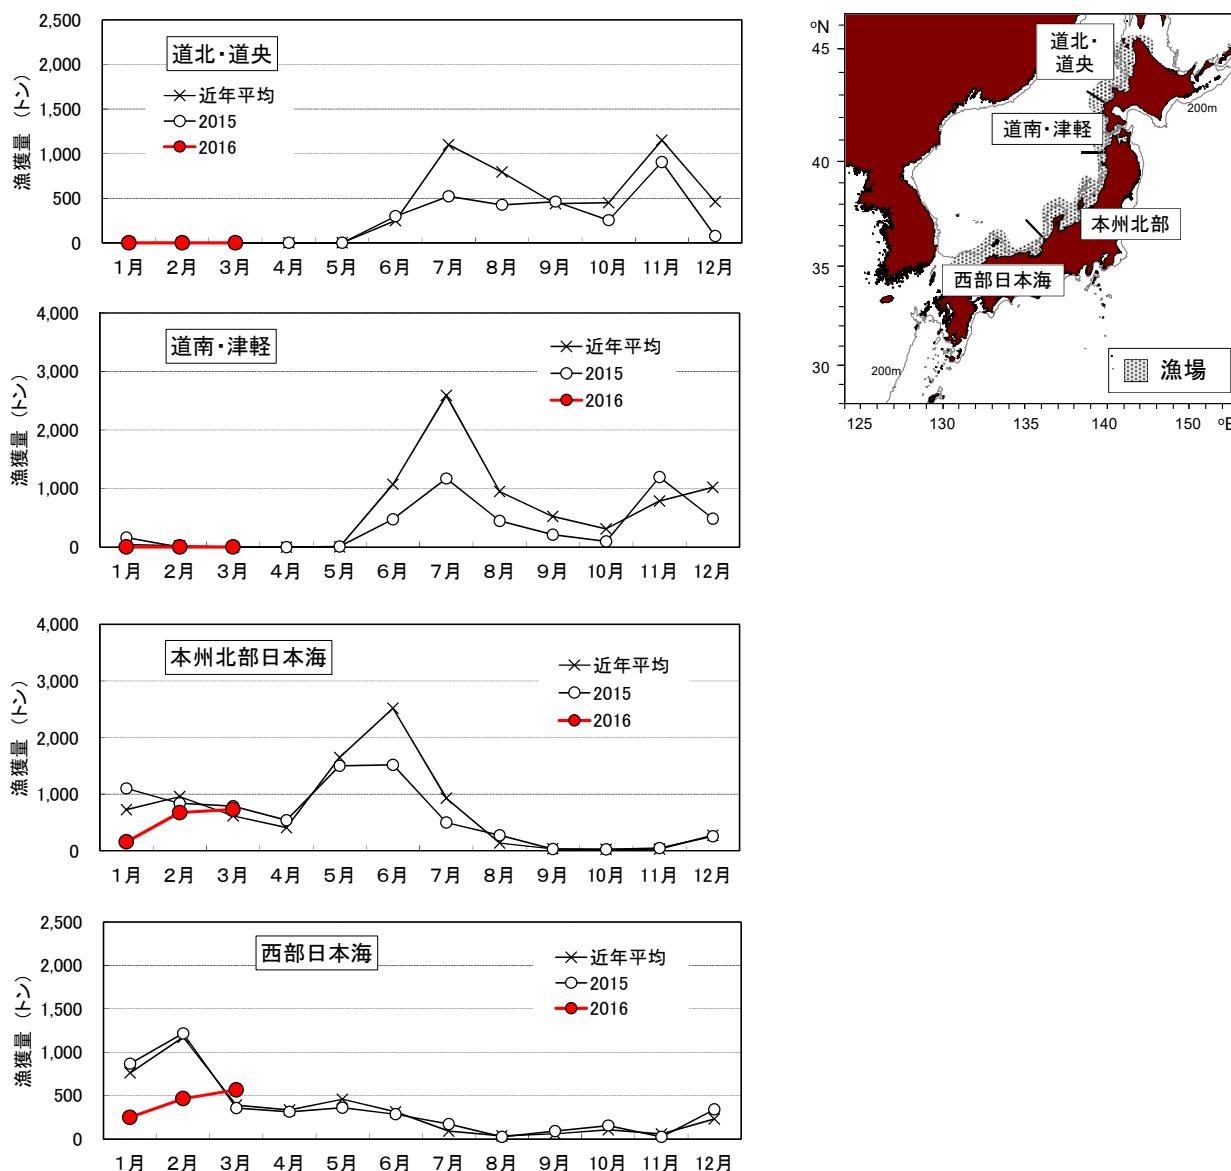 2,500
2,000
1,500
1,000
500
0
漁獲量 (トン)
道北・道央
近年平均
2015
2016
1月 2月 3月 4月 5月 6月 7月 8月 9月 10月 11月 12月
4,000
3,000
2,000
1,000
0
漁獲量 (トン)
道南・津軽
近年平均
2015
2016
1月 2月 3月 4月 5月 6月 7月 8月 9月 10月 11月 12月
4,000
3,000
2,000
1,000
0
漁獲量 (トン)
本州北部日本海
近年平均
2015
2016
1月 2月 3月 4月 5月 6月 7月 8月 9月 10月 11月 12月
2,500
2,000
1,500
1,000
500
0
漁獲量 (トン)
西部日本海
近年平均
2015
2016
1月 2月 3月 4月 5月 6月 7月 8月 9月 10月 11月 12月
oN
45
40
35
30
道北・
道央
200m
道南・津軽
本州北部
西部日本海
200m
漁場
125 130 135 140 150 oE